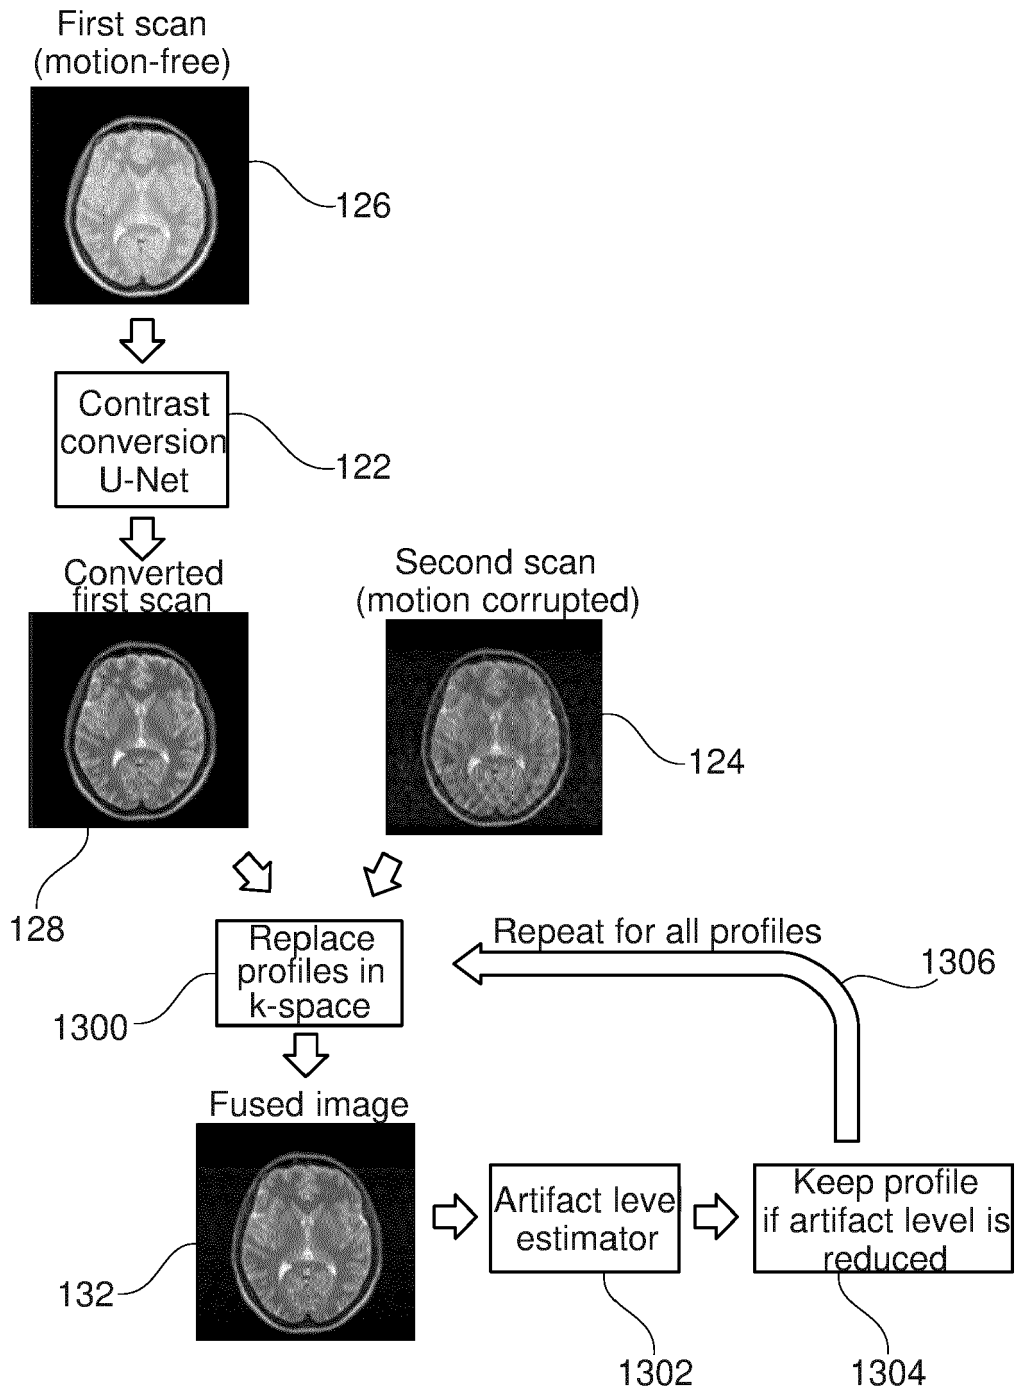 First scan
(motion-free)
126
Contrast
conversion
U-Net
122
Converted
first scan
Second scan
(motion corrupted)
124
128
Replace
profiles in
k-space
1300
Repeat for all profiles
1306
Fused image
132
Artifact level
estimator
1302
Keep profile
if artifact level is
reduced
1304